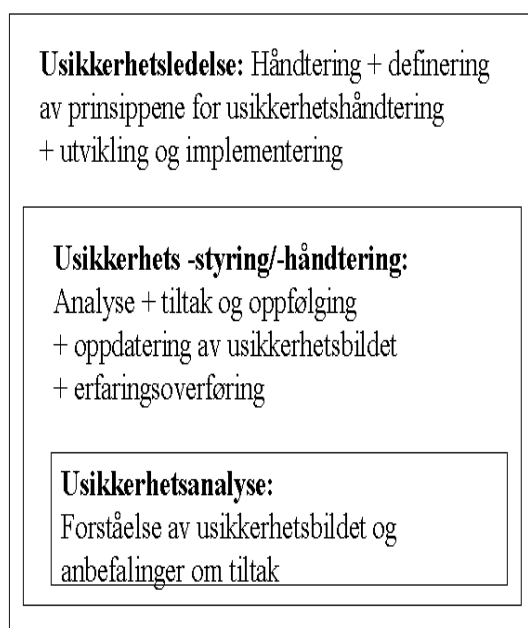 Usikkerhetsledelse: Håndtering + definering
av prinsippene for usikkerhetshåndtering
+ utvikling og implementering
Usikkerhets -styring/-håndtering:
Analyse + tiltak og oppfølging
+ oppdatering av usikkerhetsbildet
+ erfaringsoverføring
Usikkerhetsanalyse:
Forståelse av usikkerhetsbildet og
anbefalinger om tiltak